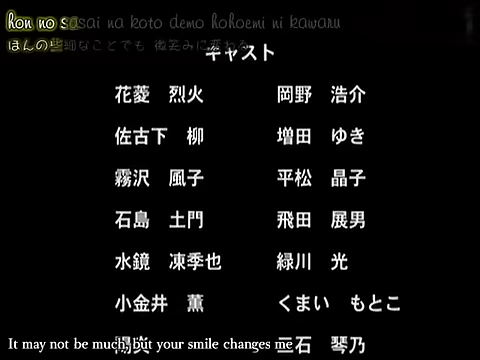 hon no sasai na koto demo hohoemi ni kawaru
ほんの些細なことでも 微笑みに変わる
キャスト
花菱　烈火　岡野　浩介
佐古下　柳　増田　ゆき
霧沢　風子　平松　晶子
石島　土門　飛田　展男
水鏡　凍季也　緑川　光
小金井　薫　くまい　もとこ
陽炎　三石　琴乃
It may not be much, but your smile changes me